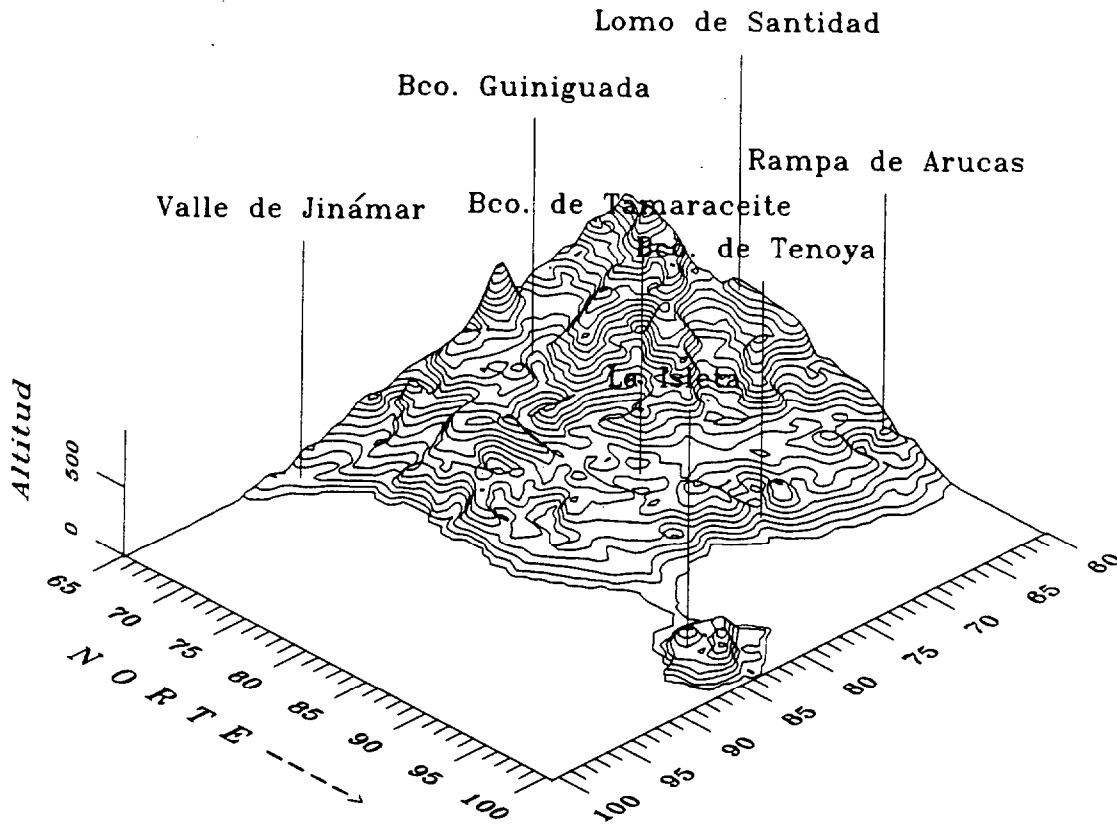 Lomo de Santidad
Bco. Guiniguada
Rampa de Arucas
Valle de Jinámar
Bco. de Tamaraceite
Bco. de Tenoya
La Isleta
Altitud
500
0
65
70
75
80
85
90
95
100
NORTE
60
65
70
75
80
85
90
95
100